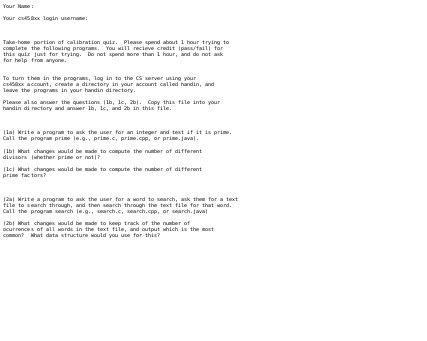 Your Name:
Your cs458xx login username:
Take-home portion of calibration quiz.  Please spend about 1 hour trying to
complete the following programs.  You will recieve credit (pass/fail) for
this quiz just for trying.  Do not spend more than 1 hour, and do not ask
for help from anyone.
To turn them in the programs, log in to the CS server using your
cs458xx account, create a directory in your account called handin, and
leave the programs in your handin directory.
Please also answer the questions (1b, 1c, 2b).  Copy this file into your
handin directory and answer 1b, 1c, and 2b in this file.
(1a) Write a program to ask the user for an integer and test if it is prime.
Call the program prime (e.g., prime.c, prime.cpp, or prime.java).
(1b) What changes would be made to compute the number of different
divisors (whether prime or not)?
(1c) What changes would be made to compute the number of different
prime factors?
(2a) Write a program to ask the user for a word to search, ask them for a text
file to search through, and then search through the text file for that word.
Call the program search (e.g., search.c, search.cpp, or search.java)
(2b) What changes would be made to keep track of the number of
ocurrences of all words in the text file, and output which is the most
common?  What data structure would you use for this?